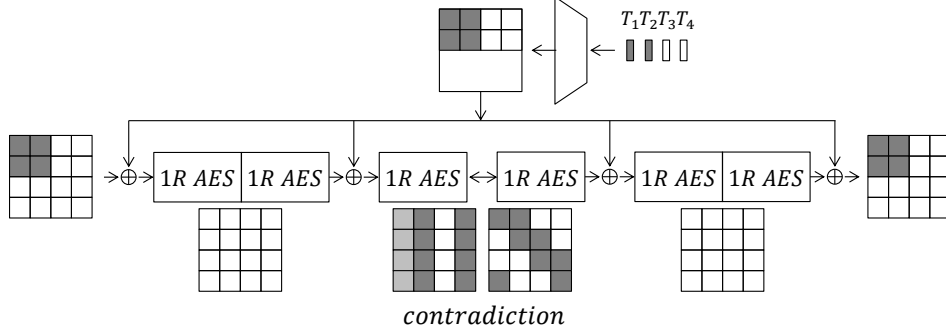 T₁T₂T₃T₄
1R AES 1R AES 1R AES 1R AES 1R AES 1R AES
contradiction